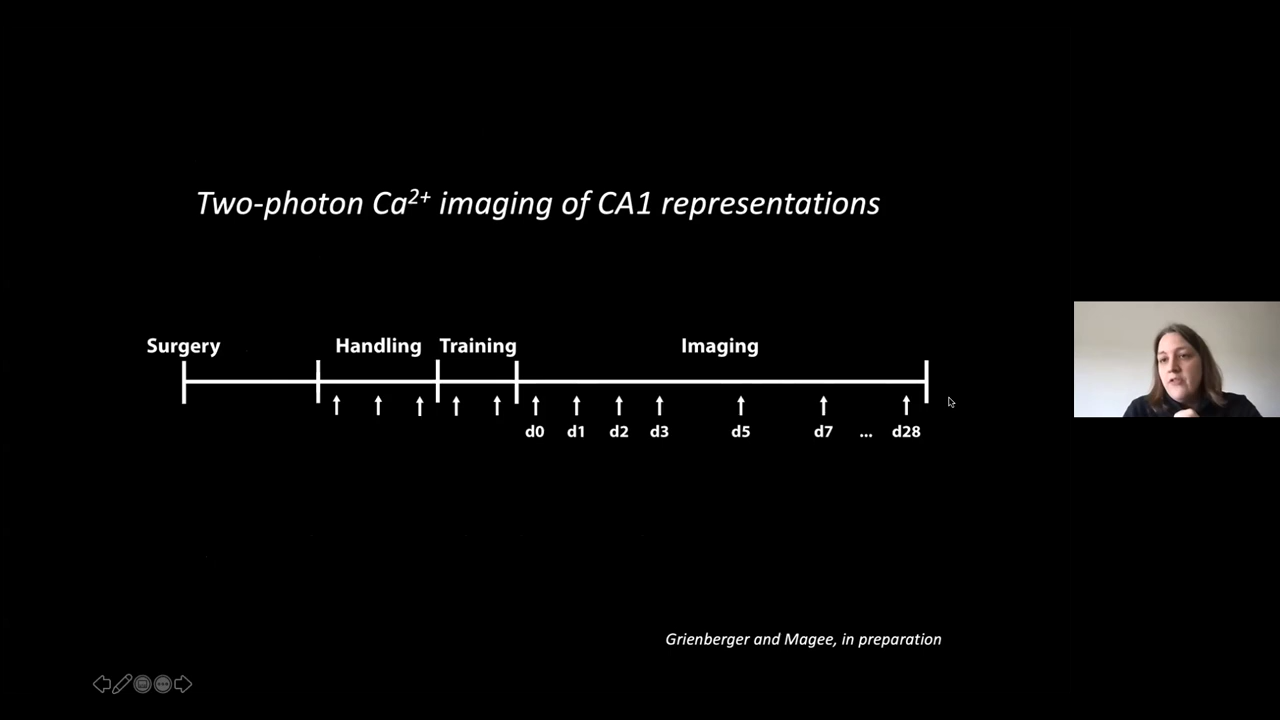 Two-photon Ca²⁺ imaging of CA1 representations
Surgery Handling Training Imaging
d0 d1 d2 d3 d5 d7 ... d28
Grienberger and Magee, in preparation